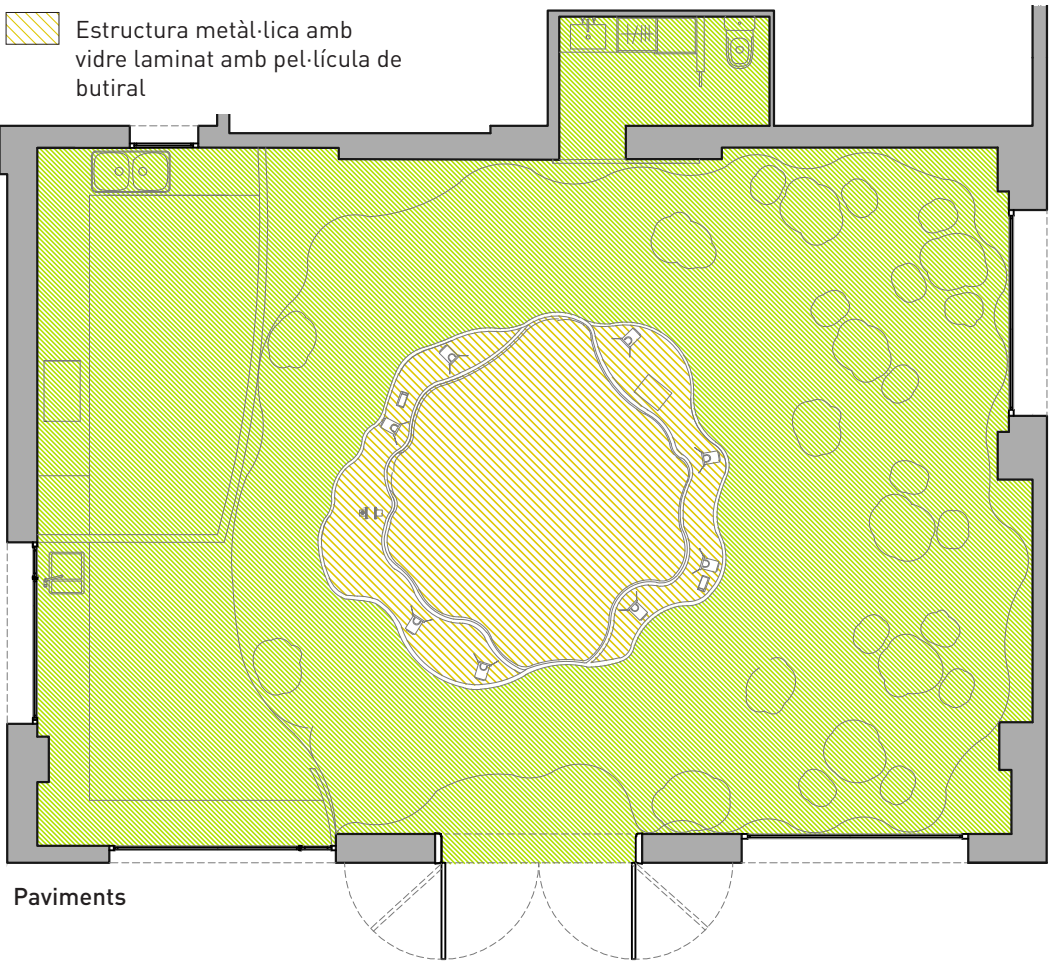 Estructura metàl·lica amb
vidre laminat amb pel·lícula de
butiral
Paviments